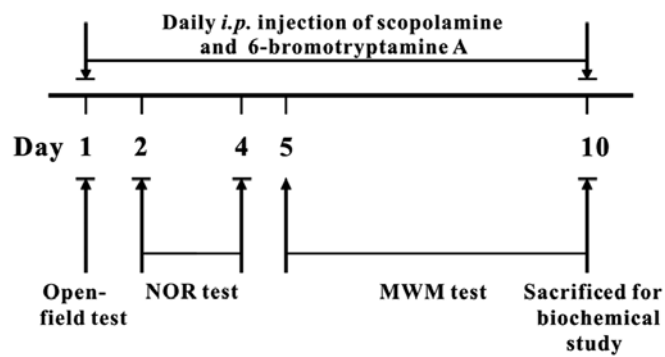 Daily i.p. injection of scopolamine
and 6-bromotryptamine A
Day 1 2 4 5 10
Open-
field test
NOR test
MWM test
Sacrificed for
biochemical
study